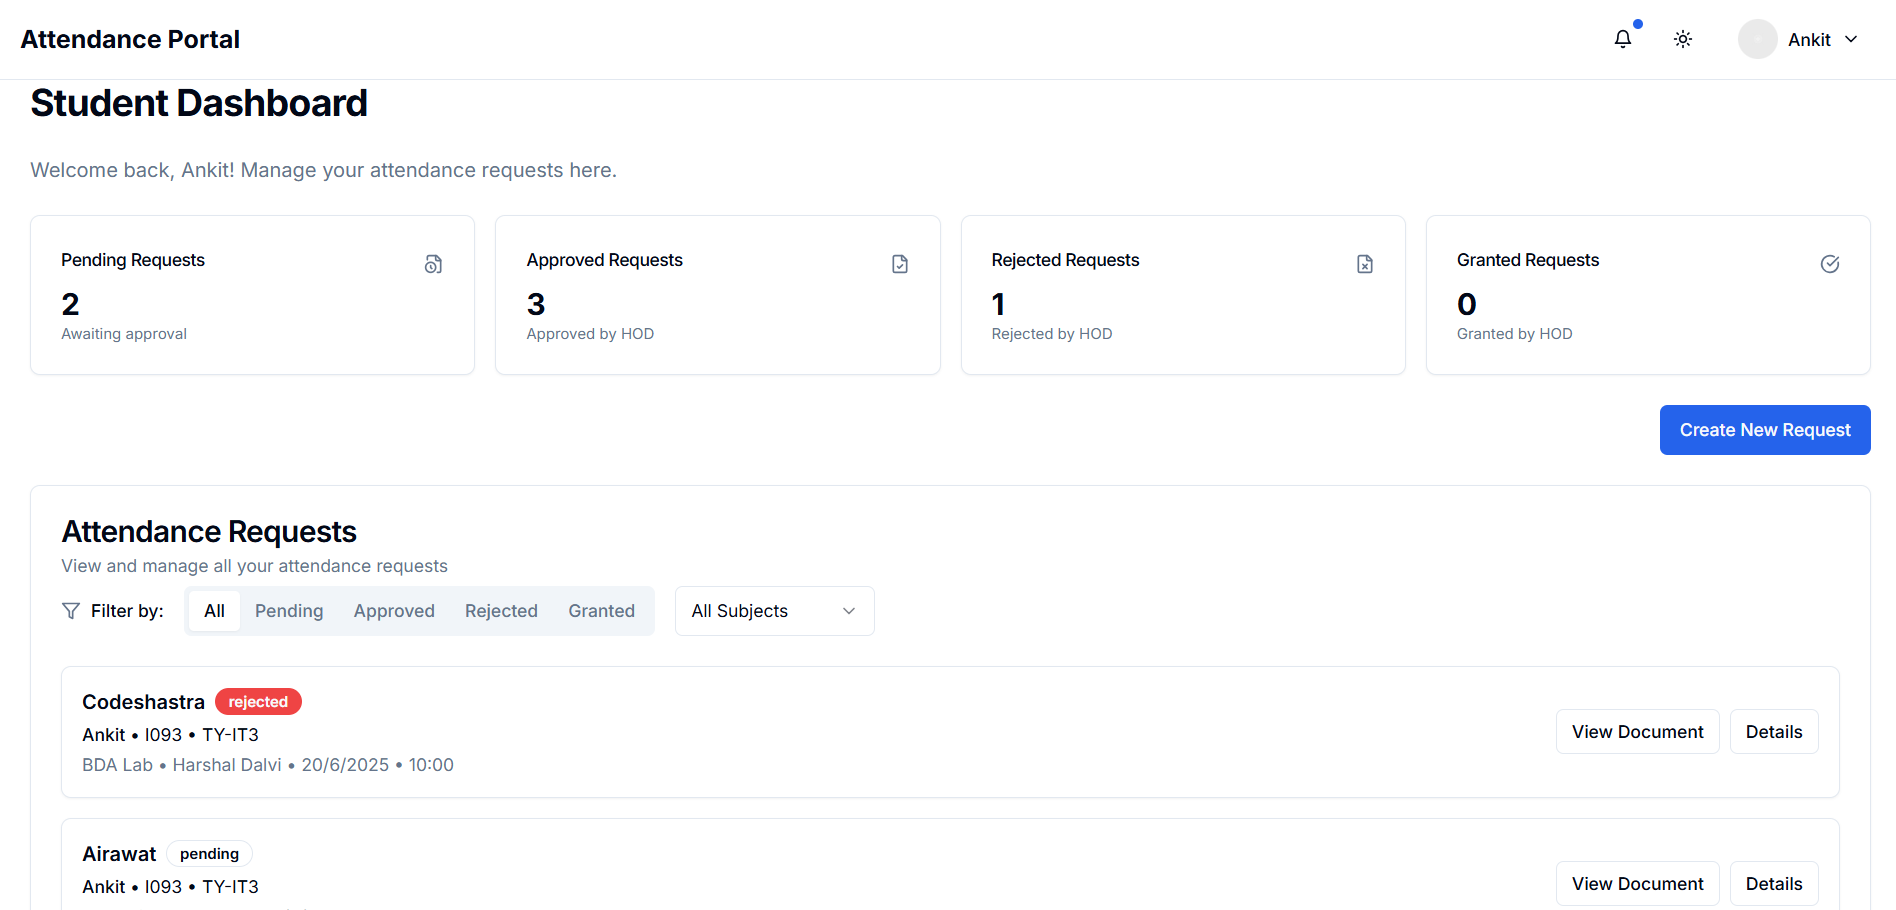 Attendance Portal
Ankit
Student Dashboard
Welcome back, Ankit! Manage your attendance requests here.
Pending Requests
2
Awaiting approval
Approved Requests
3
Approved by HOD
Rejected Requests
1
Rejected by HOD
Granted Requests
0
Granted by HOD
Create New Request
Attendance Requests
View and manage all your attendance requests
Filter by: All Pending Approved Rejected Granted All Subjects
Codeshastra rejected
Ankit • I093 • TY-IT3
BDA Lab • Harshal Dalvi • 20/6/2025 • 10:00
View Document Details
Airawat pending
Ankit • I093 • TY-IT3
View Document Details